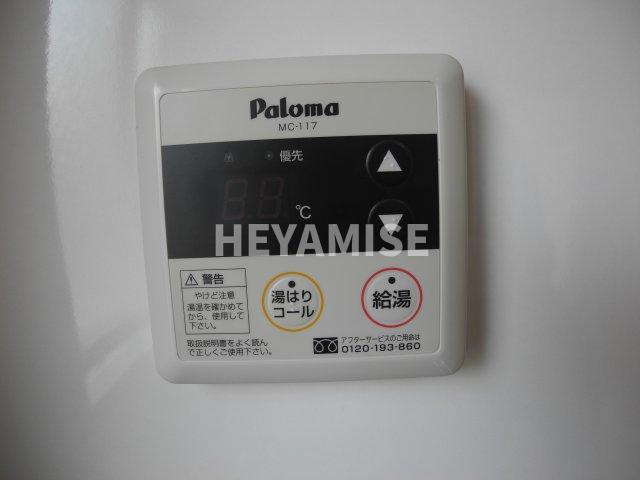 Paloma
MC-117
優先
℃
HEYAMISE
警告
やけど注意
湯温を確かめて
から、使用して
下さい。
取扱説明書をよく読ん
で正しくご使用下さい。
湯はり
コール
給湯
アフターサービスのご用命は
0120-193-860